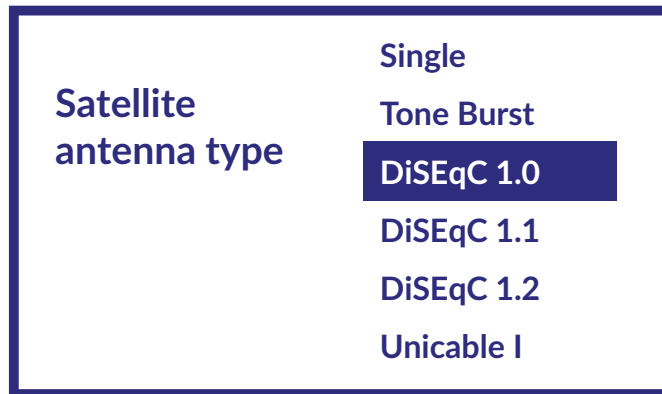 Satellite
antenna type
Single
Tone Burst
DiSEqC 1.0
DiSEqC 1.1
DiSEqC 1.2
Unicable I